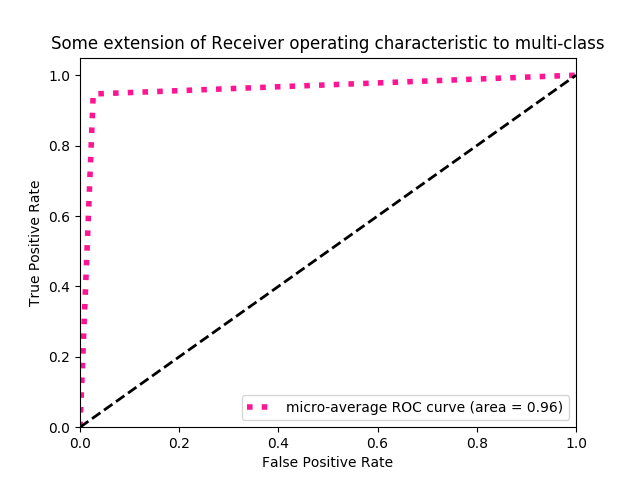 Some extension of Receiver operating characteristic to multi-class
1.0
0.8
0.6
0.4
0.2
0.0
True Positive Rate
micro-average ROC curve (area = 0.96)
0.0 0.2 0.4 0.6 0.8 1.0
False Positive Rate